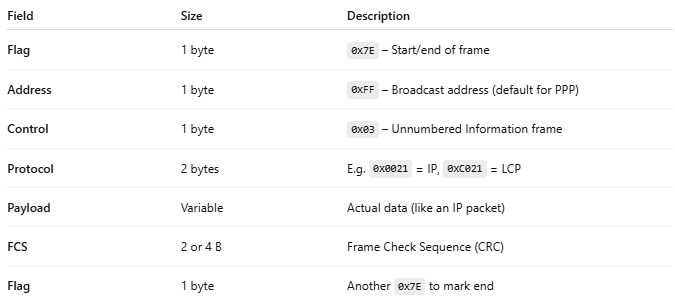 Field Size Description
Flag 1 byte 0x7E – Start/end of frame
Address 1 byte 0xFF – Broadcast address (default for PPP)
Control 1 byte 0x03 – Unnumbered Information frame
Protocol 2 bytes E.g. 0x0021 = IP, 0xC021 = LCP
Payload Variable Actual data (like an IP packet)
FCS 2 or 4 B Frame Check Sequence (CRC)
Flag 1 byte Another 0x7E to mark end